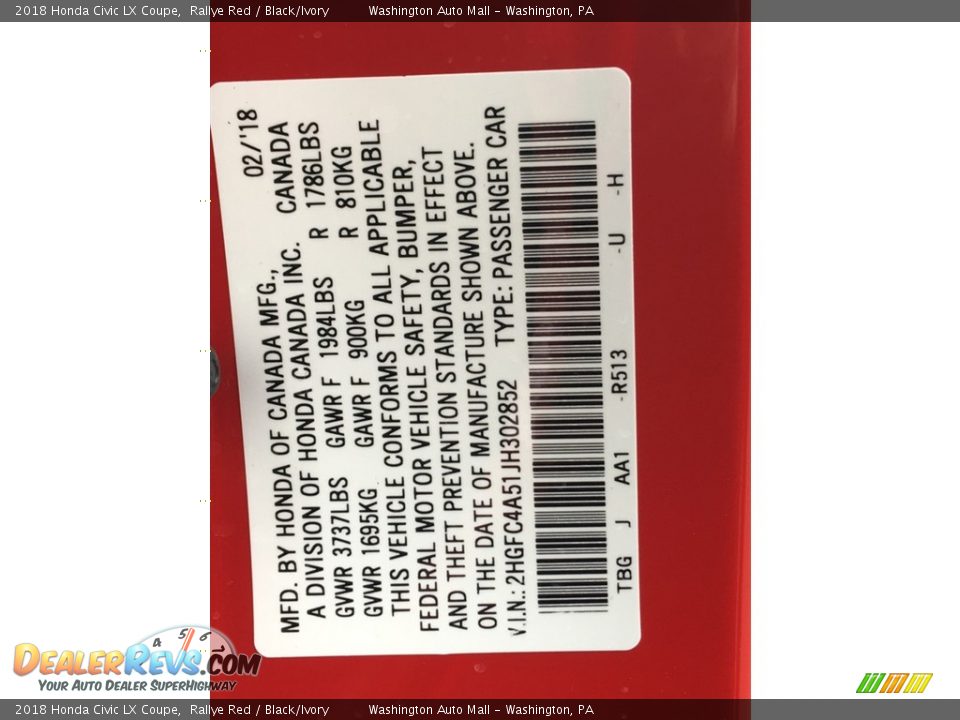 2018 Honda Civic LX Coupe, Rallye Red / Black/Ivory Washington Auto Mall - Washington, PA
02/'18
MFD. BY HONDA OF CANADA MFG.,
A DIVISION OF HONDA CANADA INC. CANADA
GVWR 3737LBS GAWR F 1984LBS R 1786LBS
GVWR 1695KG GAWR F 900KG R 810KG
THIS VEHICLE CONFORMS TO ALL APPLICABLE
FEDERAL MOTOR VEHICLE SAFETY, BUMPER,
AND THEFT PREVENTION STANDARDS IN EFFECT
ON THE DATE OF MANUFACTURE SHOWN ABOVE.
V.I.N.: 2HGFC4A51JH302852 TYPE: PASSENGER CAR
TBG J AA1 -R513 -U -H
4 5 6
DEALERREVS.COM
YOUR AUTO DEALER SUPERHIGHWAY
2018 Honda Civic LX Coupe, Rallye Red / Black/Ivory Washington Auto Mall - Washington, PA